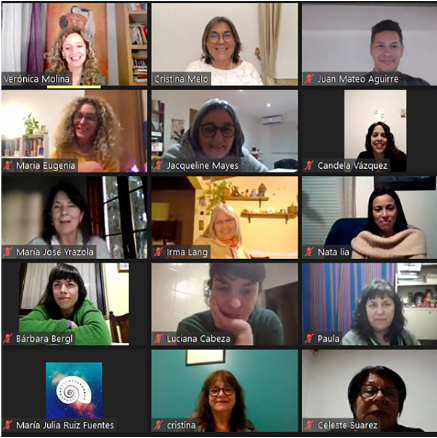 Verónica Molina
Cristina Melo
Juan Mateo Aguirre
María Eugenia
Jacqueline Mayes
Candela Vázquez
María José Yrazola
Irma Lang
Nata lia
Bárbara Bergl
Luciana Cabeza
Paula
María Julia Ruiz Fuentes
cristina
Celeste Suarez